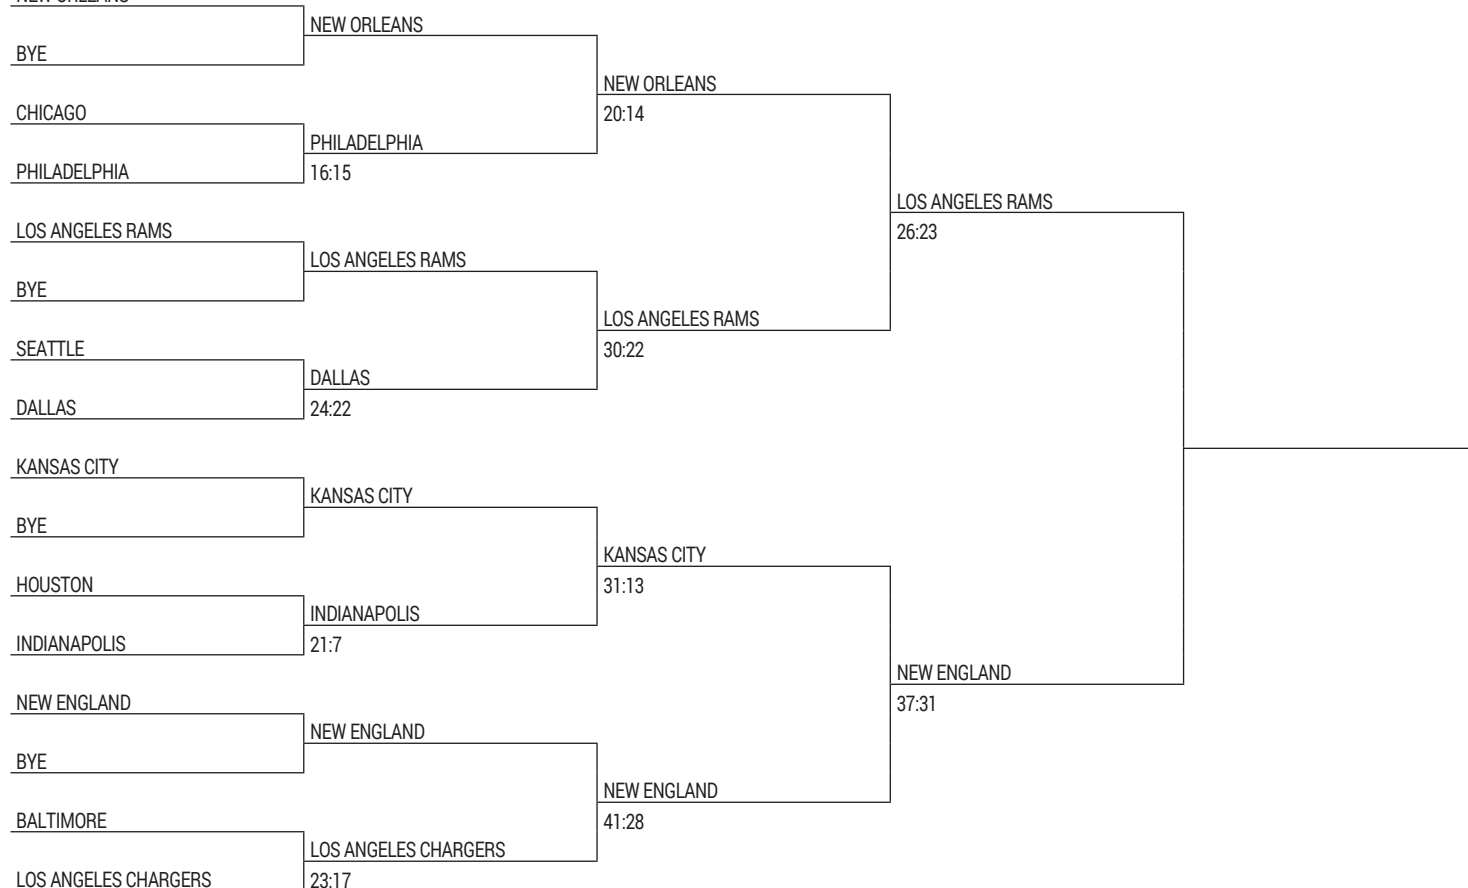 NEW ORLEANS
BYE
CHICAGO
PHILADELPHIA
LOS ANGELES RAMS
BYE
SEATTLE
DALLAS
KANSAS CITY
BYE
HOUSTON
INDIANAPOLIS
NEW ENGLAND
BYE
BALTIMORE
LOS ANGELES CHARGERS
NEW ORLEANS
PHILADELPHIA
16:15
LOS ANGELES RAMS
DALLAS
24:22
KANSAS CITY
INDIANAPOLIS
21:7
NEW ENGLAND
LOS ANGELES CHARGERS
23:17
NEW ORLEANS
20:14
LOS ANGELES RAMS
30:22
KANSAS CITY
31:13
NEW ENGLAND
41:28
LOS ANGELES RAMS
26:23
NEW ENGLAND
37:31